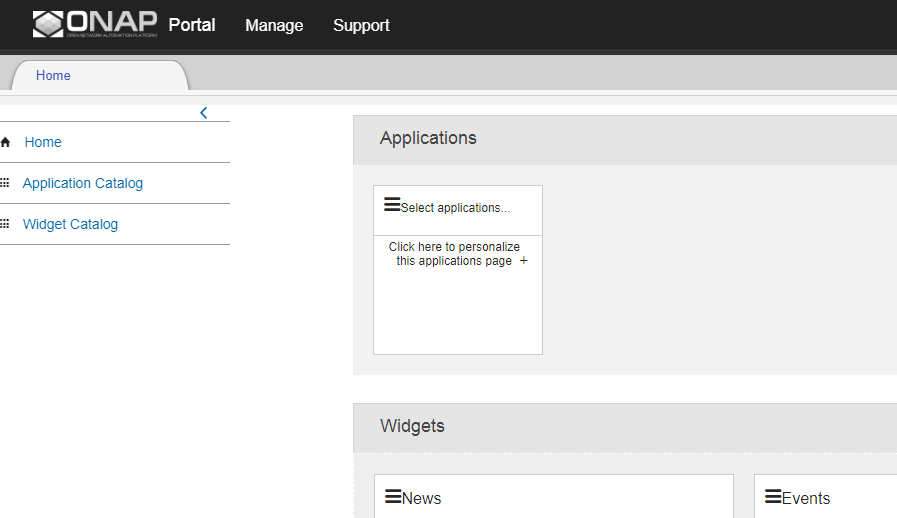 ONAP Portal Manage Support
OPEN NETWORK AUTOMATION PLATFORM
Home
Home
Application Catalog
Widget Catalog
Applications
Select applications...
Click here to personalize
this applications page +
Widgets
News
Events